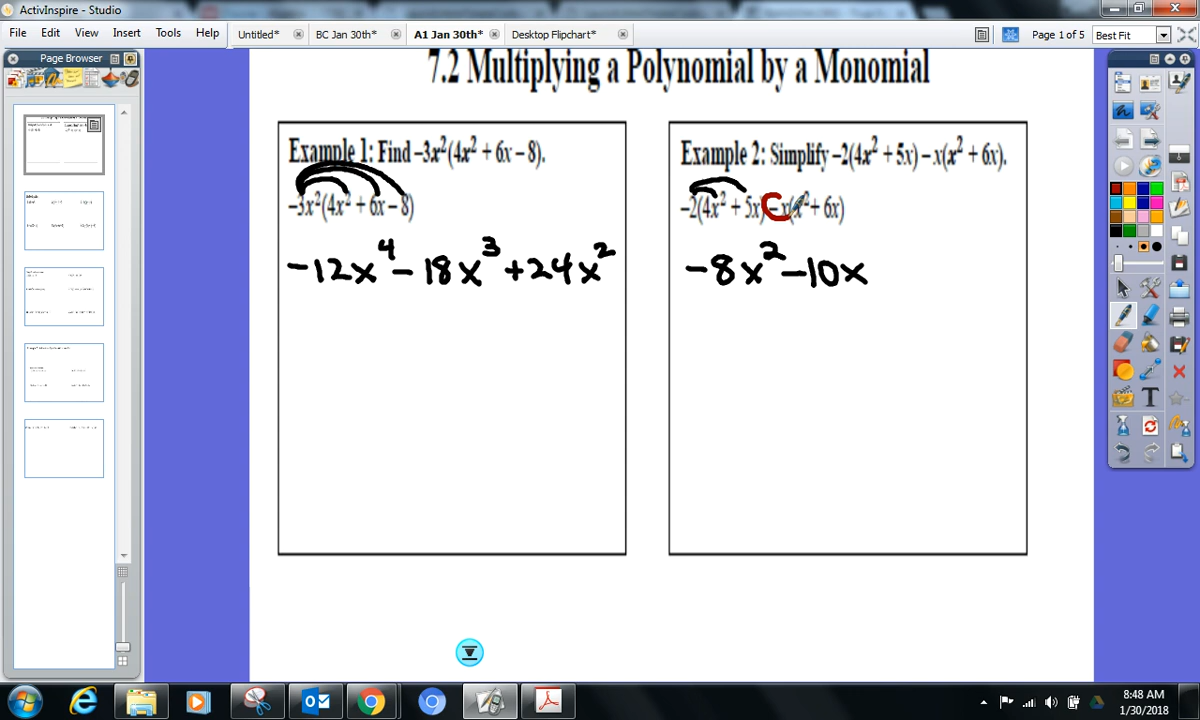 ActivInspire - Studio
File Edit View Insert Tools Help Untitled* BC Jan 30th* A1 Jan 30th* Desktop Flipchart* Page 1 of 5 Best Fit
Page Browser
7.2 Multiplying a Polynomial by a Monomial
Example 1: Find –3x²(4x² + 6x – 8).
–3x²(4x² + 6x – 8)
-12x⁴ - 18x³ + 24x²
Example 2: Simplify –2(4x² + 5x) – x(x² + 6x).
–2(4x² + 5x) – x(x² + 6x)
-8x² - 10x
8:48 AM
1/30/2018